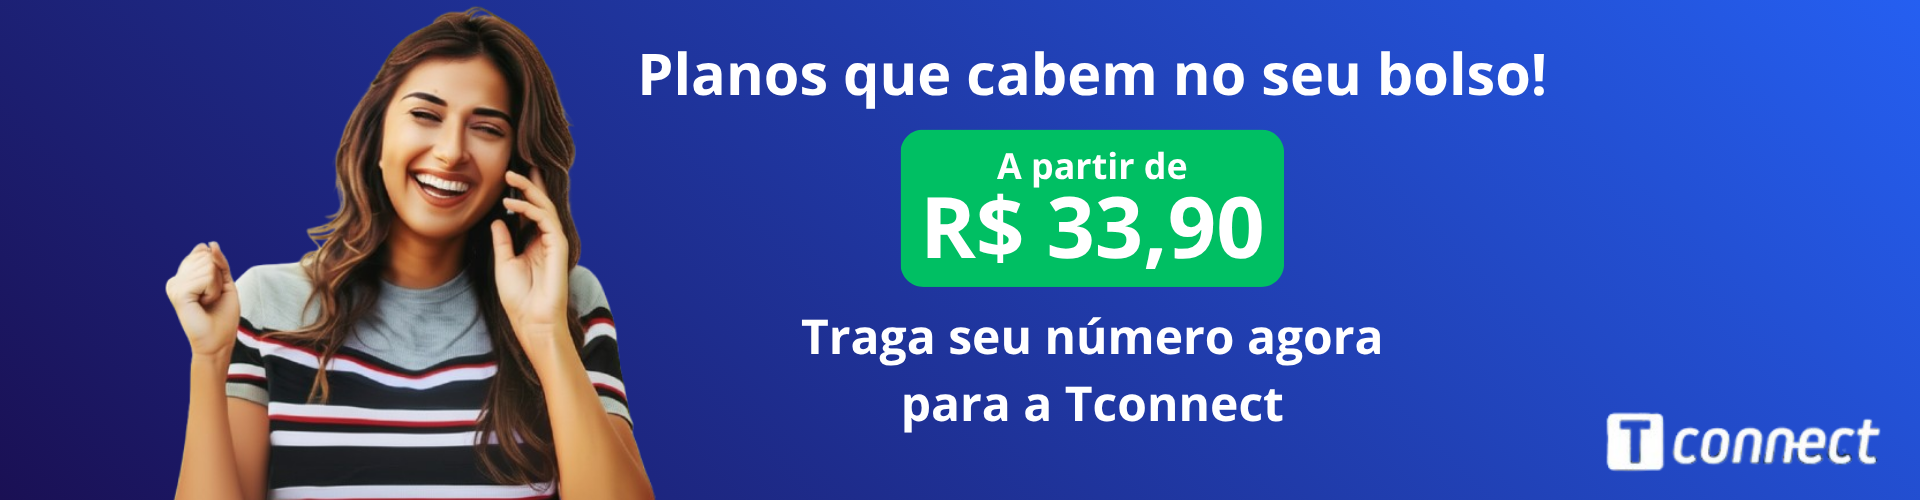 Planos que cabem no seu bolso!
A partir de
R$ 33,90
Traga seu número agora
para a Tconnect
T connect